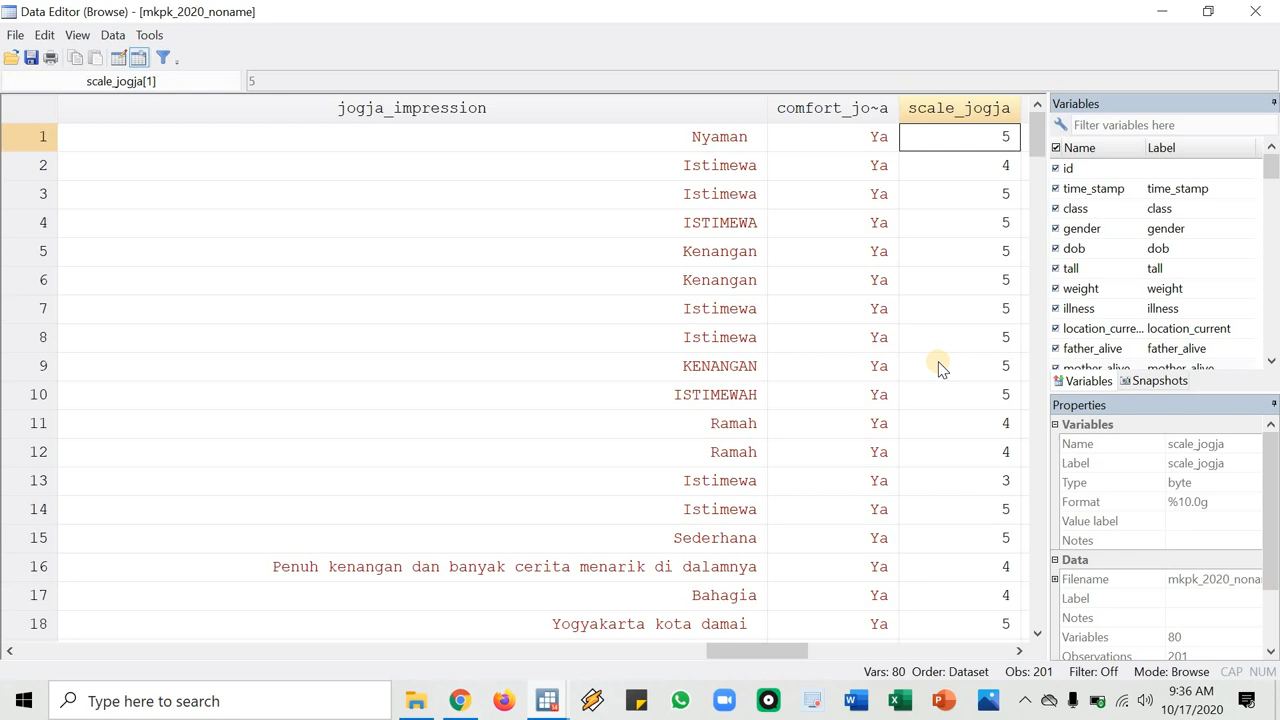 Data Editor (Browse) - [mkpk_2020_noname]
File Edit View Data Tools
scale_jogja[1] 5
jogja_impression comfort_jo~a scale_jogja
1 Nyaman Ya 5
2 Istimewa Ya 4
3 Istimewa Ya 5
4 ISTIMEWA Ya 5
5 Kenangan Ya 5
6 Kenangan Ya 5
7 Istimewa Ya 5
8 Istimewa Ya 5
9 KENANGAN Ya 5
10 ISTIMEWAH Ya 5
11 Ramah Ya 4
12 Ramah Ya 4
13 Istimewa Ya 3
14 Istimewa Ya 5
15 Sederhana Ya 5
16 Penuh kenangan dan banyak cerita menarik di dalamnya Ya 4
17 Bahagia Ya 4
18 Yogyakarta kota damai Ya 5
Variables
Filter variables here
Name Label
id
time_stamp time_stamp
class class
gender gender
dob dob
tall tall
weight weight
illness illness
location_curre... location_current
father_alive father_alive
mother_alive mother_alive
Variables Snapshots
Properties
Variables
Name scale_jogja
Label scale_jogja
Type byte
Format %10.0g
Value label
Notes
Data
Filename mkpk_2020_nona
Label
Notes
Variables 80
Observations 201
Vars: 80 Order: Dataset Obs: 201 Filter: Off Mode: Browse CAP NUM
Type here to search
9:36 AM
10/17/2020